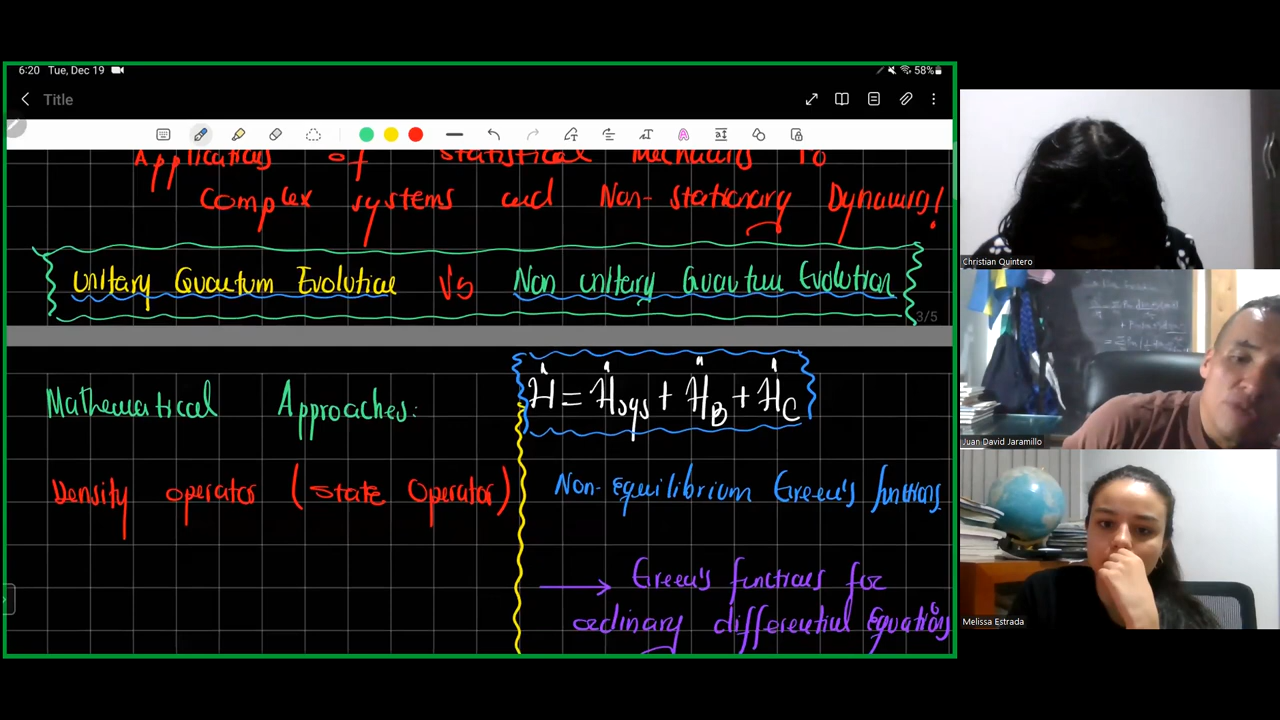 6:20 Tue, Dec 19
58%
Title
Applications of statistical Mechanics to
Complex systems and Non-stationary Dynamics!
Unitary Quantum Evolution Vs Non unitary Quantum Evolution
3/5
Mathematical Approaches:
Ĥ = Ĥsys + ĤB + ĤC
Density operator (state Operator)
Non-equilibrium Green's functions
→ Green's functions for
ordinary differential Equations
Christian Quintero
Juan David Jaramillo
Melissa Estrada